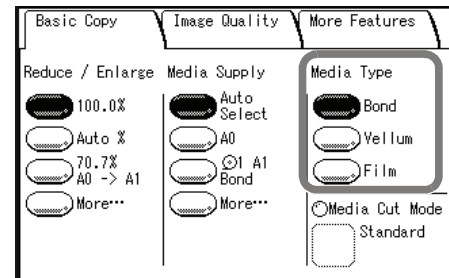 Basic Copy
Image Quality
More Features
Reduce / Enlarge
100.0%
Auto %
70.7%
A0 -> A1
More…
Media Supply
Auto
Select
A0
1 A1
Bond
More…
Media Type
Bond
Vellum
Film
Media Cut Mode
Standard